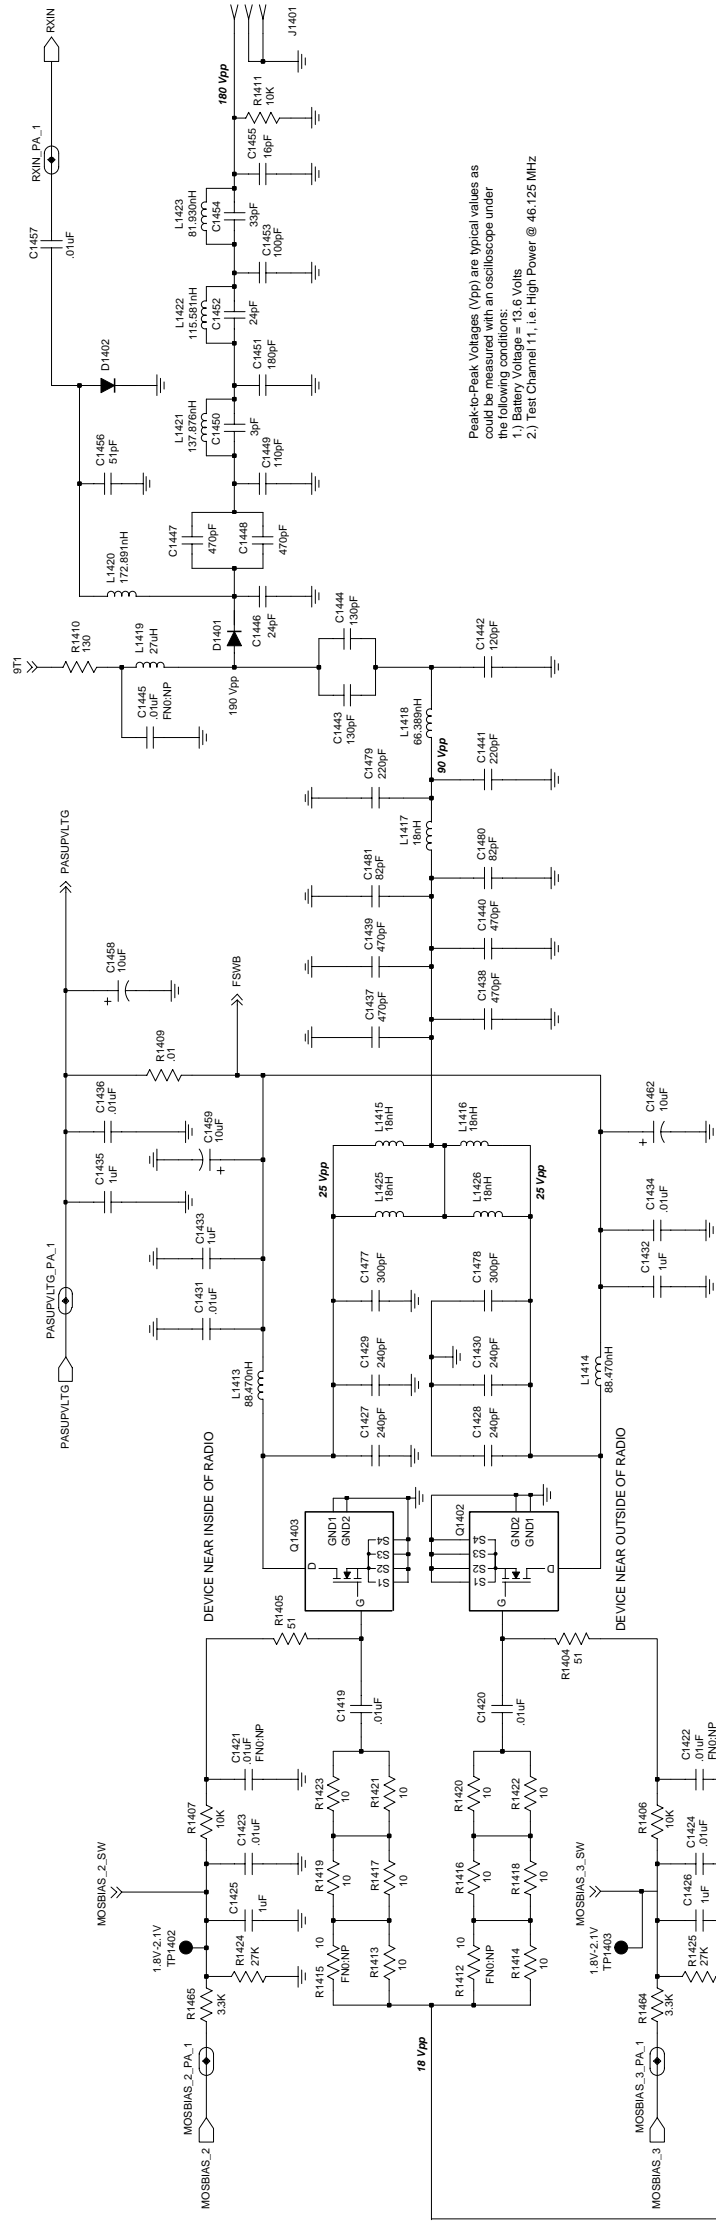 RXIN
RXIN_PA_1
C1457
.01uF
D1402
C1456
51pF
L1420
172.891nH
180 Vpp
J1401
R1411
10K
C1455
16pF
L1423
81.930nH
C1454
33pF
C1453
100pF
L1422
115.581nH
C1452
24pF
C1451
180pF
L1421
137.876nH
C1450
3pF
C1449
110pF
C1447
470pF
C1448
470pF
Peak-to-Peak Voltages (Vpp) are typical values as
could be measured with an oscilloscope under
the following conditions:
1.) Battery Voltage = 13.6 Volts
2.) Test Channel 11, i.e. High Power @ 46.125 MHz
9T1
R1410
130
L1419
27uH
C1445
.01uF
FN0:NP
190 Vpp
D1401
C1446
24pF
C1444
130pF
C1443
130pF
C1442
120pF
L1418
66.389nH
90 Vpp
C1479
220pF
C1441
220pF
L1417
18nH
C1481
82pF
C1480
82pF
C1439
470pF
C1440
470pF
C1437
470pF
C1438
470pF
PASUPVLTG
C1458
10uF
+
FSWB
R1409
.01
C1436
.01uF
C1435
1uF
C1459
10uF
+
C1433
1uF
C1431
.01uF
PASUPVLTG_PA_1
PASUPVLTG
L1413
88.470nH
25 Vpp
L1415
18nH
L1416
18nH
L1425
18nH
L1426
18nH
25 Vpp
C1477
300pF
C1478
300pF
C1429
240pF
C1430
240pF
C1427
240pF
C1428
240pF
C1462
10uF
+
C1434
.01uF
C1432
1uF
L1414
88.470nH
DEVICE NEAR INSIDE OF RADIO
Q1403
GND1
GND2
D
G
S1
S2
S3
S4
Q1402
GND2
GND1
S4
S3
S2
S1
G
D
DEVICE NEAR OUTSIDE OF RADIO
R1405
51
R1404
51
C1419
.01uF
C1420
.01uF
MOSBIAS_2_SW
R1407
10K
C1421
.01uF
FN0:NP
C1423
.01uF
C1425
1uF
1.8V-2.1V
TP1402
R1424
27K
R1465
3.3K
MOSBIAS_2_PA_1
MOSBIAS_2
R1423
10
R1421
10
R1419
10
R1417
10
R1415
10
FN0:NP
R1413
10
R1420
10
R1422
10
R1416
10
R1418
10
R1412
10
FN0:NP
R1414
10
18 Vpp
MOSBIAS_3_SW
R1406
10K
C1422
.01uF
FN0:NP
C1424
.01uF
C1426
1uF
1.8V-2.1V
TP1403
R1425
27K
R1464
3.3K
MOSBIAS_3_PA_1
MOSBIAS_3